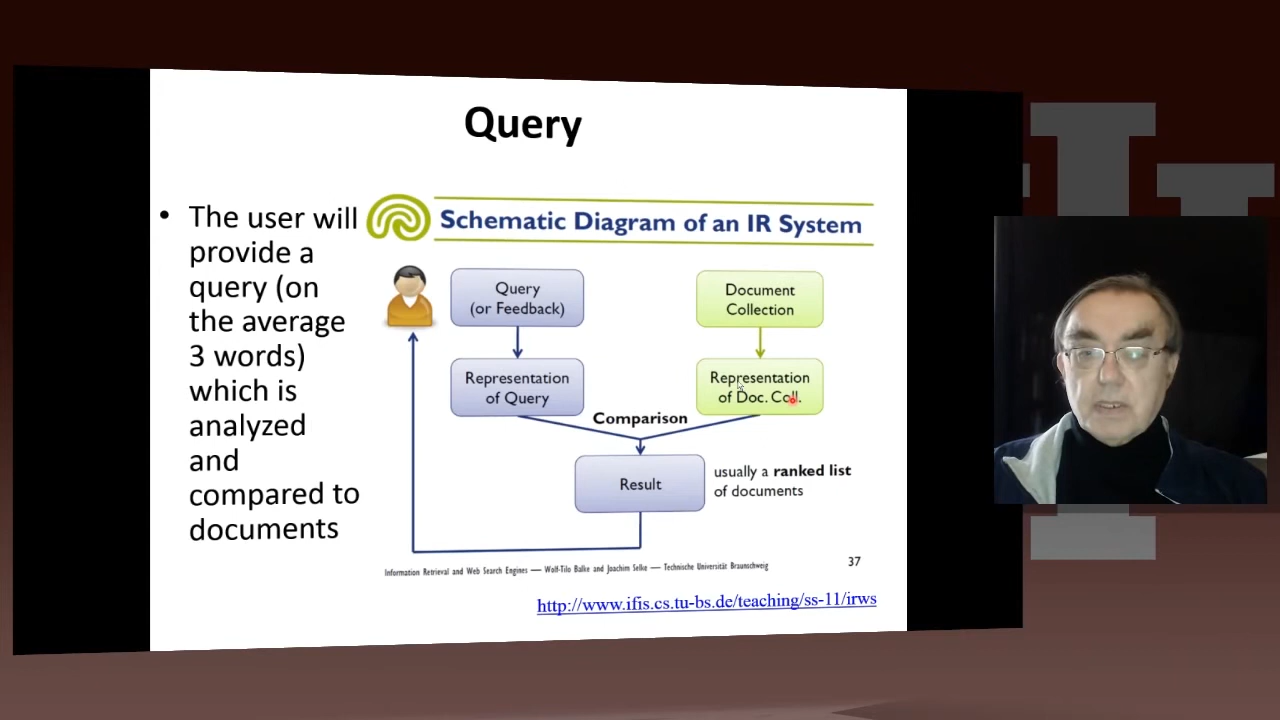 Query
• The user will
provide a
query (on
the average
3 words)
which is
analyzed
and
compared to
documents
Schematic Diagram of an IR System
Query
(or Feedback)
Document
Collection
Representation
of Query
Representation
of Doc. Coll.
Comparison
Result
usually a ranked list
of documents
Information Retrieval and Web Search Engines — Wolf-Tilo Balke and Joachim Selke — Technische Universität Braunschweig
37
http://www.ifis.cs.tu-bs.de/teaching/ss-11/irws